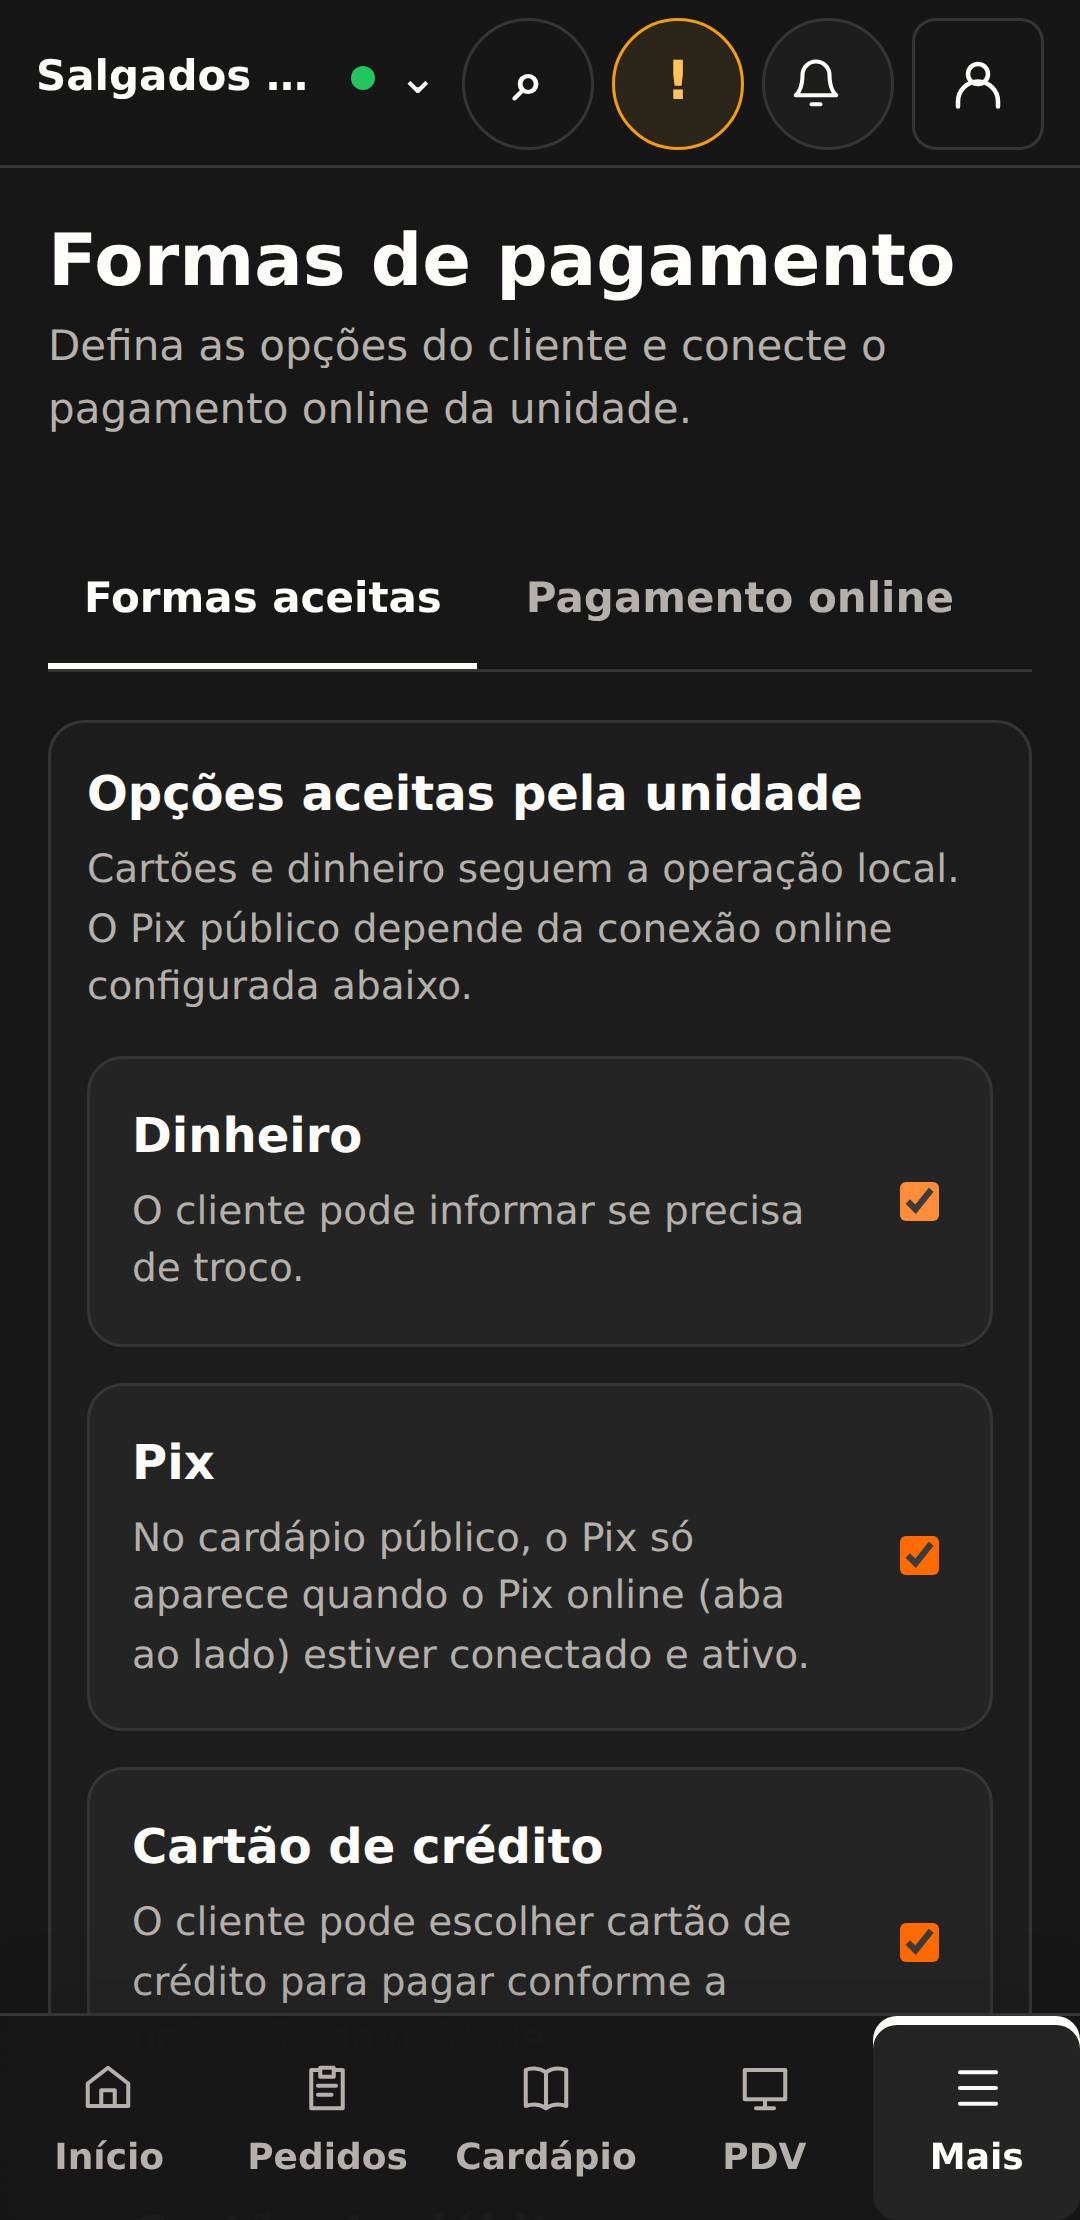 Salgados ...
!
Formas de pagamento
Defina as opções do cliente e conecte o
pagamento online da unidade.
Formas aceitas
Pagamento online
Opções aceitas pela unidade
Cartões e dinheiro seguem a operação local.
O Pix público depende da conexão online
configurada abaixo.
Dinheiro
O cliente pode informar se precisa
de troco.
Pix
No cardápio público, o Pix só
aparece quando o Pix online (aba
ao lado) estiver conectado e ativo.
Cartão de crédito
O cliente pode escolher cartão de
crédito para pagar conforme a
Início
Pedidos
Cardápio
PDV
Mais